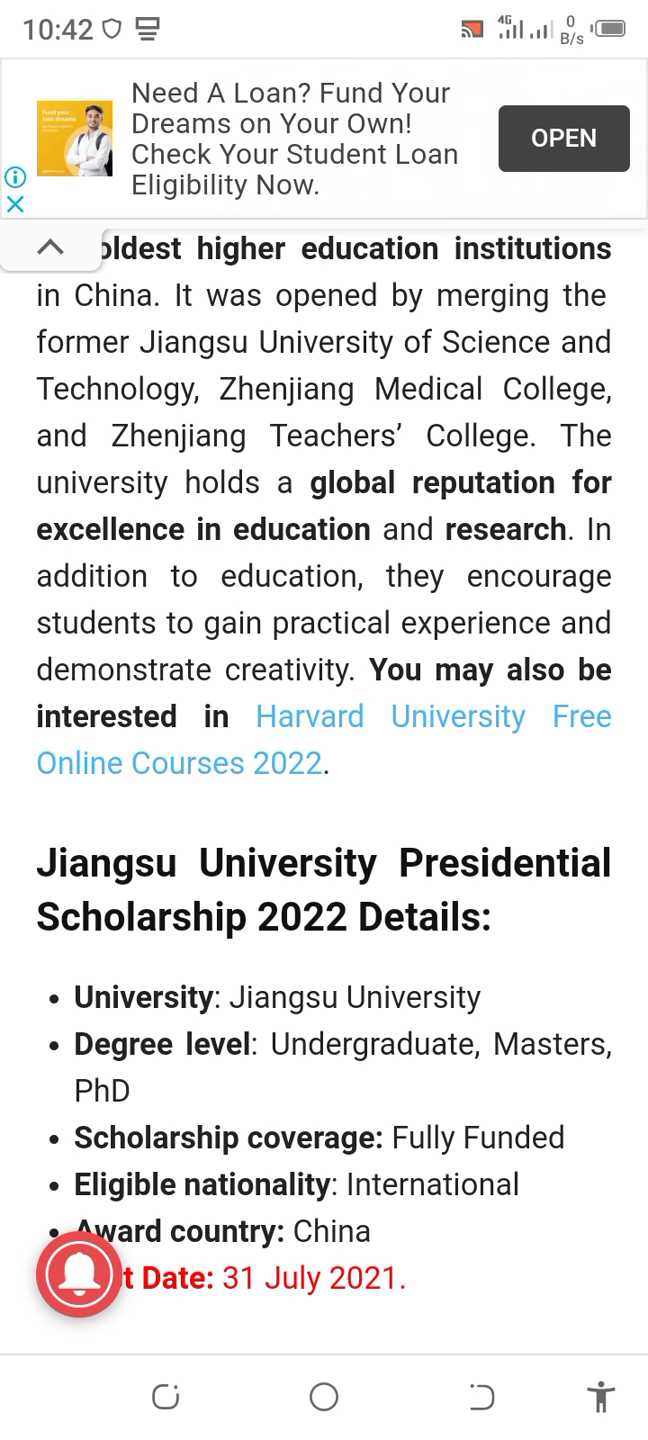 10:42
4G
0
B/s
Need A Loan? Fund Your
Dreams on Your Own!
Check Your Student Loan
Eligibility Now.
OPEN
Fund your
own dreams
oldest higher education institutions
in China. It was opened by merging the
former Jiangsu University of Science and
Technology, Zhenjiang Medical College,
and Zhenjiang Teachers’ College. The
university holds a global reputation for
excellence in education and research. In
addition to education, they encourage
students to gain practical experience and
demonstrate creativity. You may also be
interested in Harvard University Free
Online Courses 2022.
Jiangsu University Presidential
Scholarship 2022 Details:
• University: Jiangsu University
• Degree level: Undergraduate, Masters,
PhD
• Scholarship coverage: Fully Funded
• Eligible nationality: International
• Award country: China
t Date: 31 July 2021.